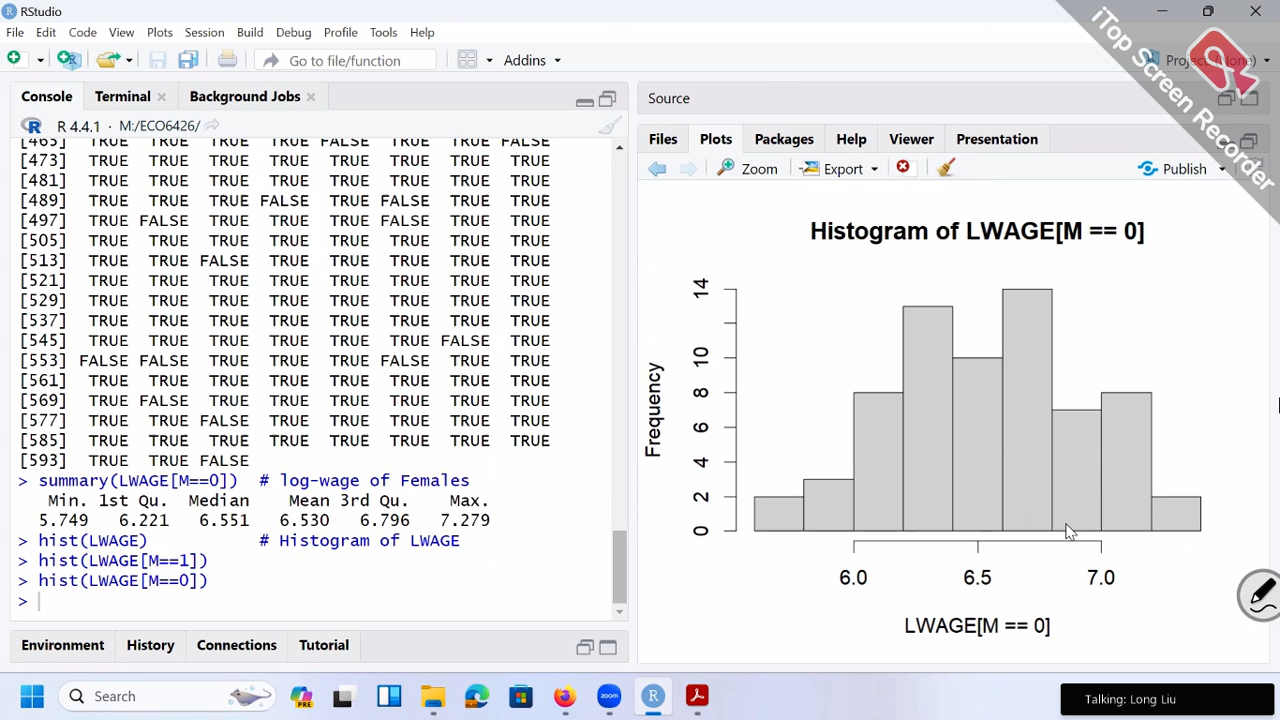 RStudio
File Edit Code View Plots Session Build Debug Profile Tools Help
Go to file/function Addins
iTop Screen Recorder
Console Terminal Background Jobs
Source
R 4.4.1 · M:/ECO6426/
Files Plots Packages Help Viewer Presentation
Zoom Export Publish
[465] TRUE TRUE TRUE TRUE FALSE TRUE TRUE FALSE
[473] TRUE TRUE TRUE TRUE TRUE TRUE TRUE TRUE
[481] TRUE TRUE TRUE TRUE TRUE TRUE TRUE TRUE
[489] TRUE TRUE TRUE FALSE TRUE FALSE TRUE TRUE
[497] TRUE FALSE TRUE TRUE TRUE FALSE TRUE TRUE
[505] TRUE TRUE TRUE TRUE TRUE TRUE TRUE TRUE
[513] TRUE TRUE FALSE TRUE TRUE TRUE TRUE TRUE
[521] TRUE TRUE TRUE TRUE TRUE TRUE TRUE TRUE
[529] TRUE TRUE TRUE TRUE TRUE TRUE TRUE TRUE
[537] TRUE TRUE TRUE TRUE TRUE TRUE TRUE TRUE
[545] TRUE TRUE TRUE TRUE TRUE TRUE FALSE TRUE
[553] FALSE FALSE TRUE TRUE TRUE FALSE TRUE TRUE
[561] TRUE TRUE TRUE TRUE TRUE TRUE TRUE TRUE
[569] TRUE FALSE TRUE TRUE TRUE TRUE TRUE TRUE
[577] TRUE TRUE FALSE TRUE TRUE TRUE TRUE TRUE
[585] TRUE TRUE TRUE TRUE TRUE TRUE TRUE TRUE
[593] TRUE TRUE FALSE
> summary(LWAGE[M==0]) # log-wage of Females
Min. 1st Qu. Median Mean 3rd Qu. Max.
5.749 6.221 6.551 6.530 6.796 7.279
> hist(LWAGE) # Histogram of LWAGE
> hist(LWAGE[M==1])
> hist(LWAGE[M==0])
>
Histogram of LWAGE[M == 0]
Frequency
14
10
8
6
4
2
0
6.0 6.5 7.0
LWAGE[M == 0]
Environment History Connections Tutorial
Search
PRE
zoom
R
Talking: Long Liu